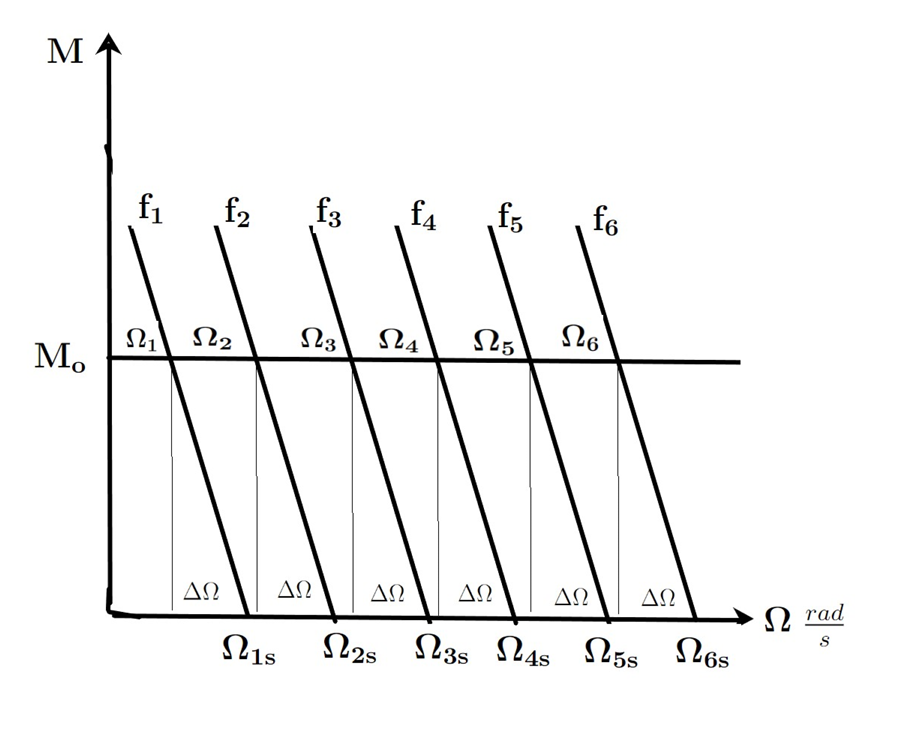 M
f₁ f₂ f₃ f₄ f₅ f₆
Ω₁ Ω₂ Ω₃ Ω₄ Ω₅ Ω₆
Mₒ
ΔΩ ΔΩ ΔΩ ΔΩ ΔΩ ΔΩ
Ω rad/s
Ω₁ₛ Ω₂ₛ Ω₃ₛ Ω₄ₛ Ω₅ₛ Ω₆ₛ